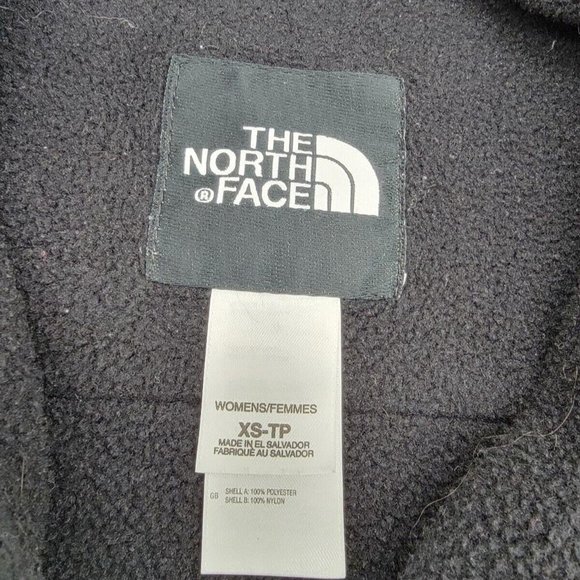 THE
NORTH
®FACE
WOMENS/FEMMES
XS-TP
MADE IN EL SALVADOR
FABRIQUÉ AU SALVADOR
GB SHELL A: 100% POLYESTER
SHELL B: 100% NYLON